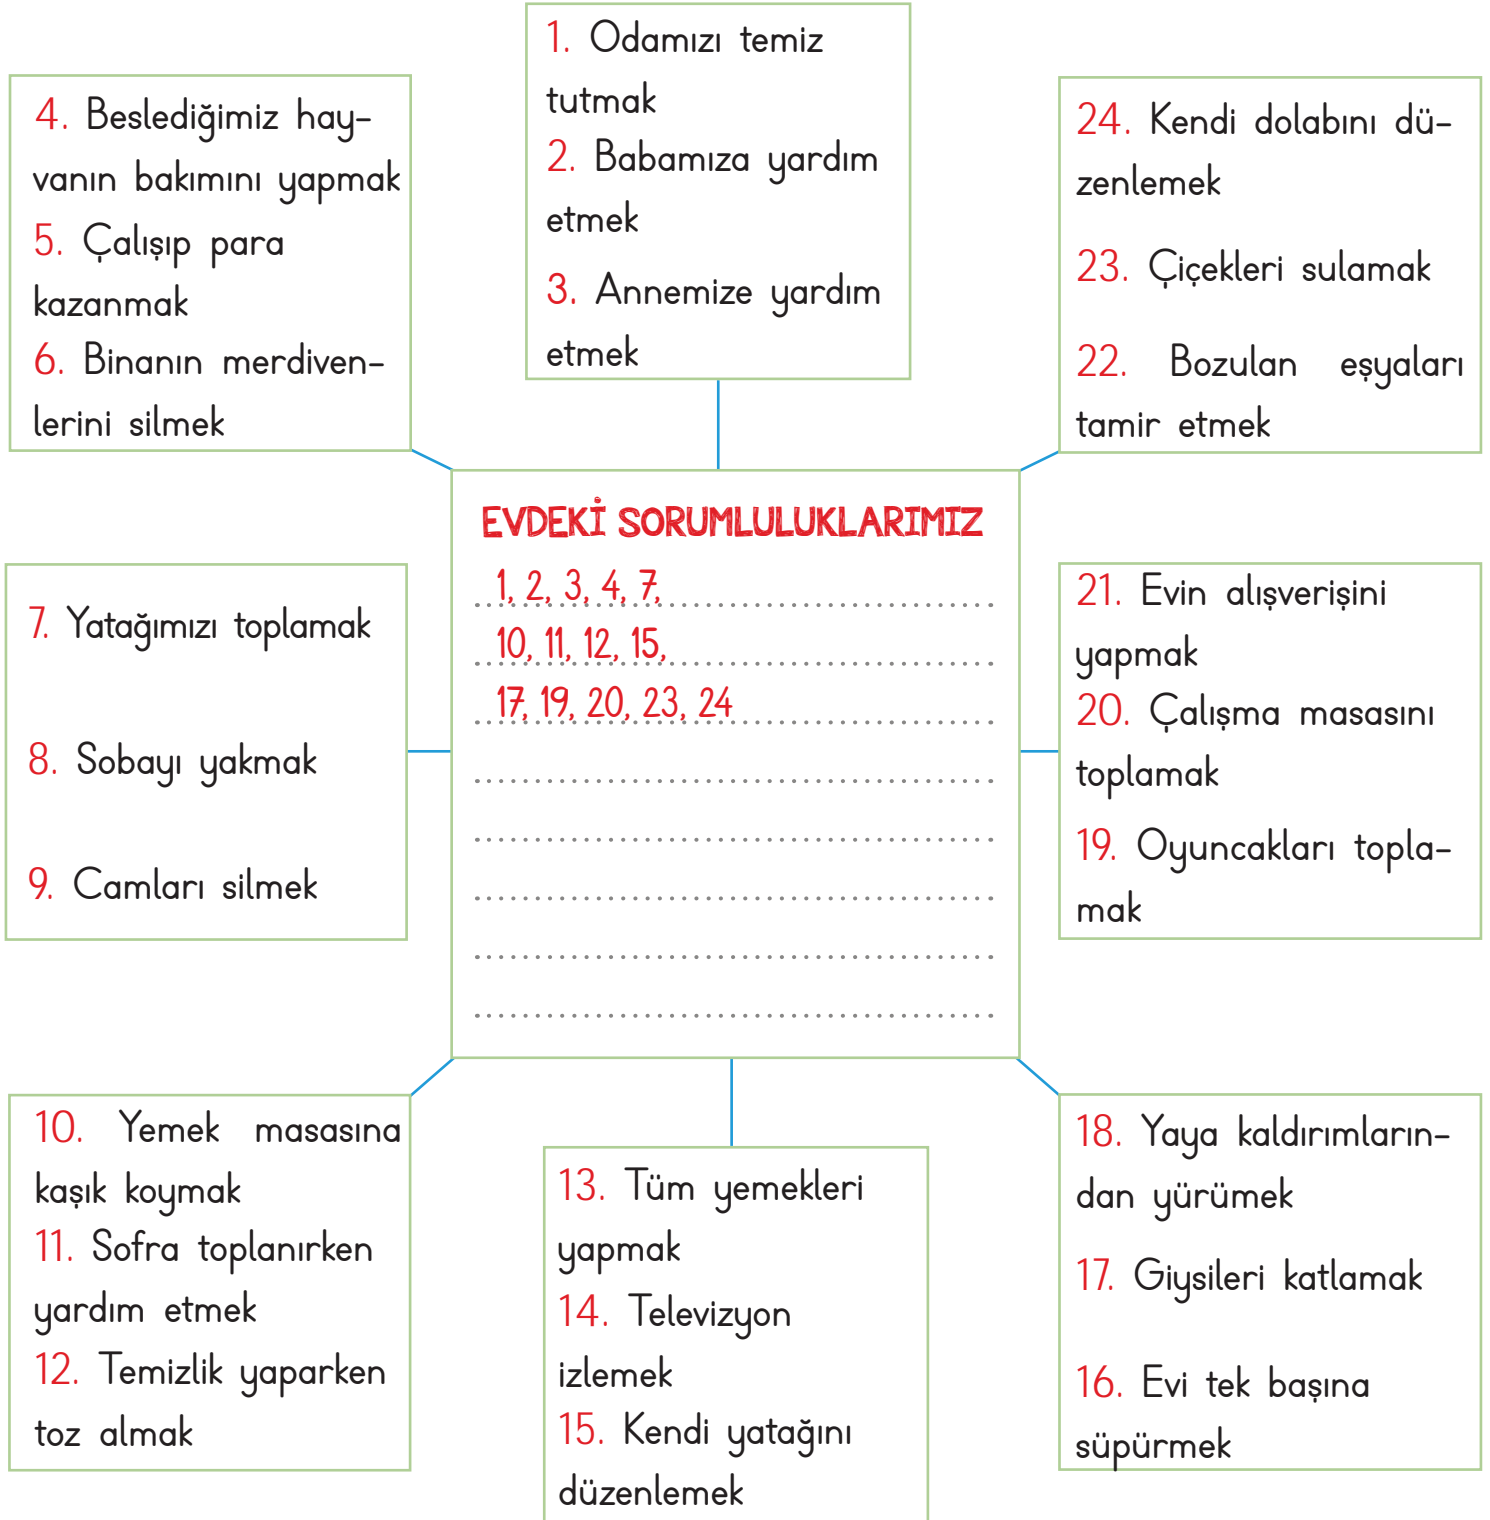 1. Odamızı temiz
tutmak
2. Babamıza yardım
etmek
3. Annemize yardım
etmek
4. Beslediğimiz hay-
vanın bakımını yapmak
5. Çalışıp para
kazanmak
6. Binanın merdiven-
lerini silmek
24. Kendi dolabını dü-
zenlemek
23. Çiçekleri sulamak
22. Bozulan eşyaları
tamir etmek
EVDEKİ SORUMLULUKLARIMIZ
1, 2, 3, 4, 7,
10, 11, 12, 15,
17, 19, 20, 23, 24
7. Yatağımızı toplamak
8. Sobayı yakmak
9. Camları silmek
21. Evin alışverişini
yapmak
20. Çalışma masasını
toplamak
19. Oyuncakları topla-
mak
10. Yemek masasına
kaşık koymak
11. Sofra toplanırken
yardım etmek
12. Temizlik yaparken
toz almak
13. Tüm yemekleri
yapmak
14. Televizyon
izlemek
15. Kendi yatağını
düzenlemek
18. Yaya kaldırımların-
dan yürümek
17. Giysileri katlamak
16. Evi tek başına
süpürmek